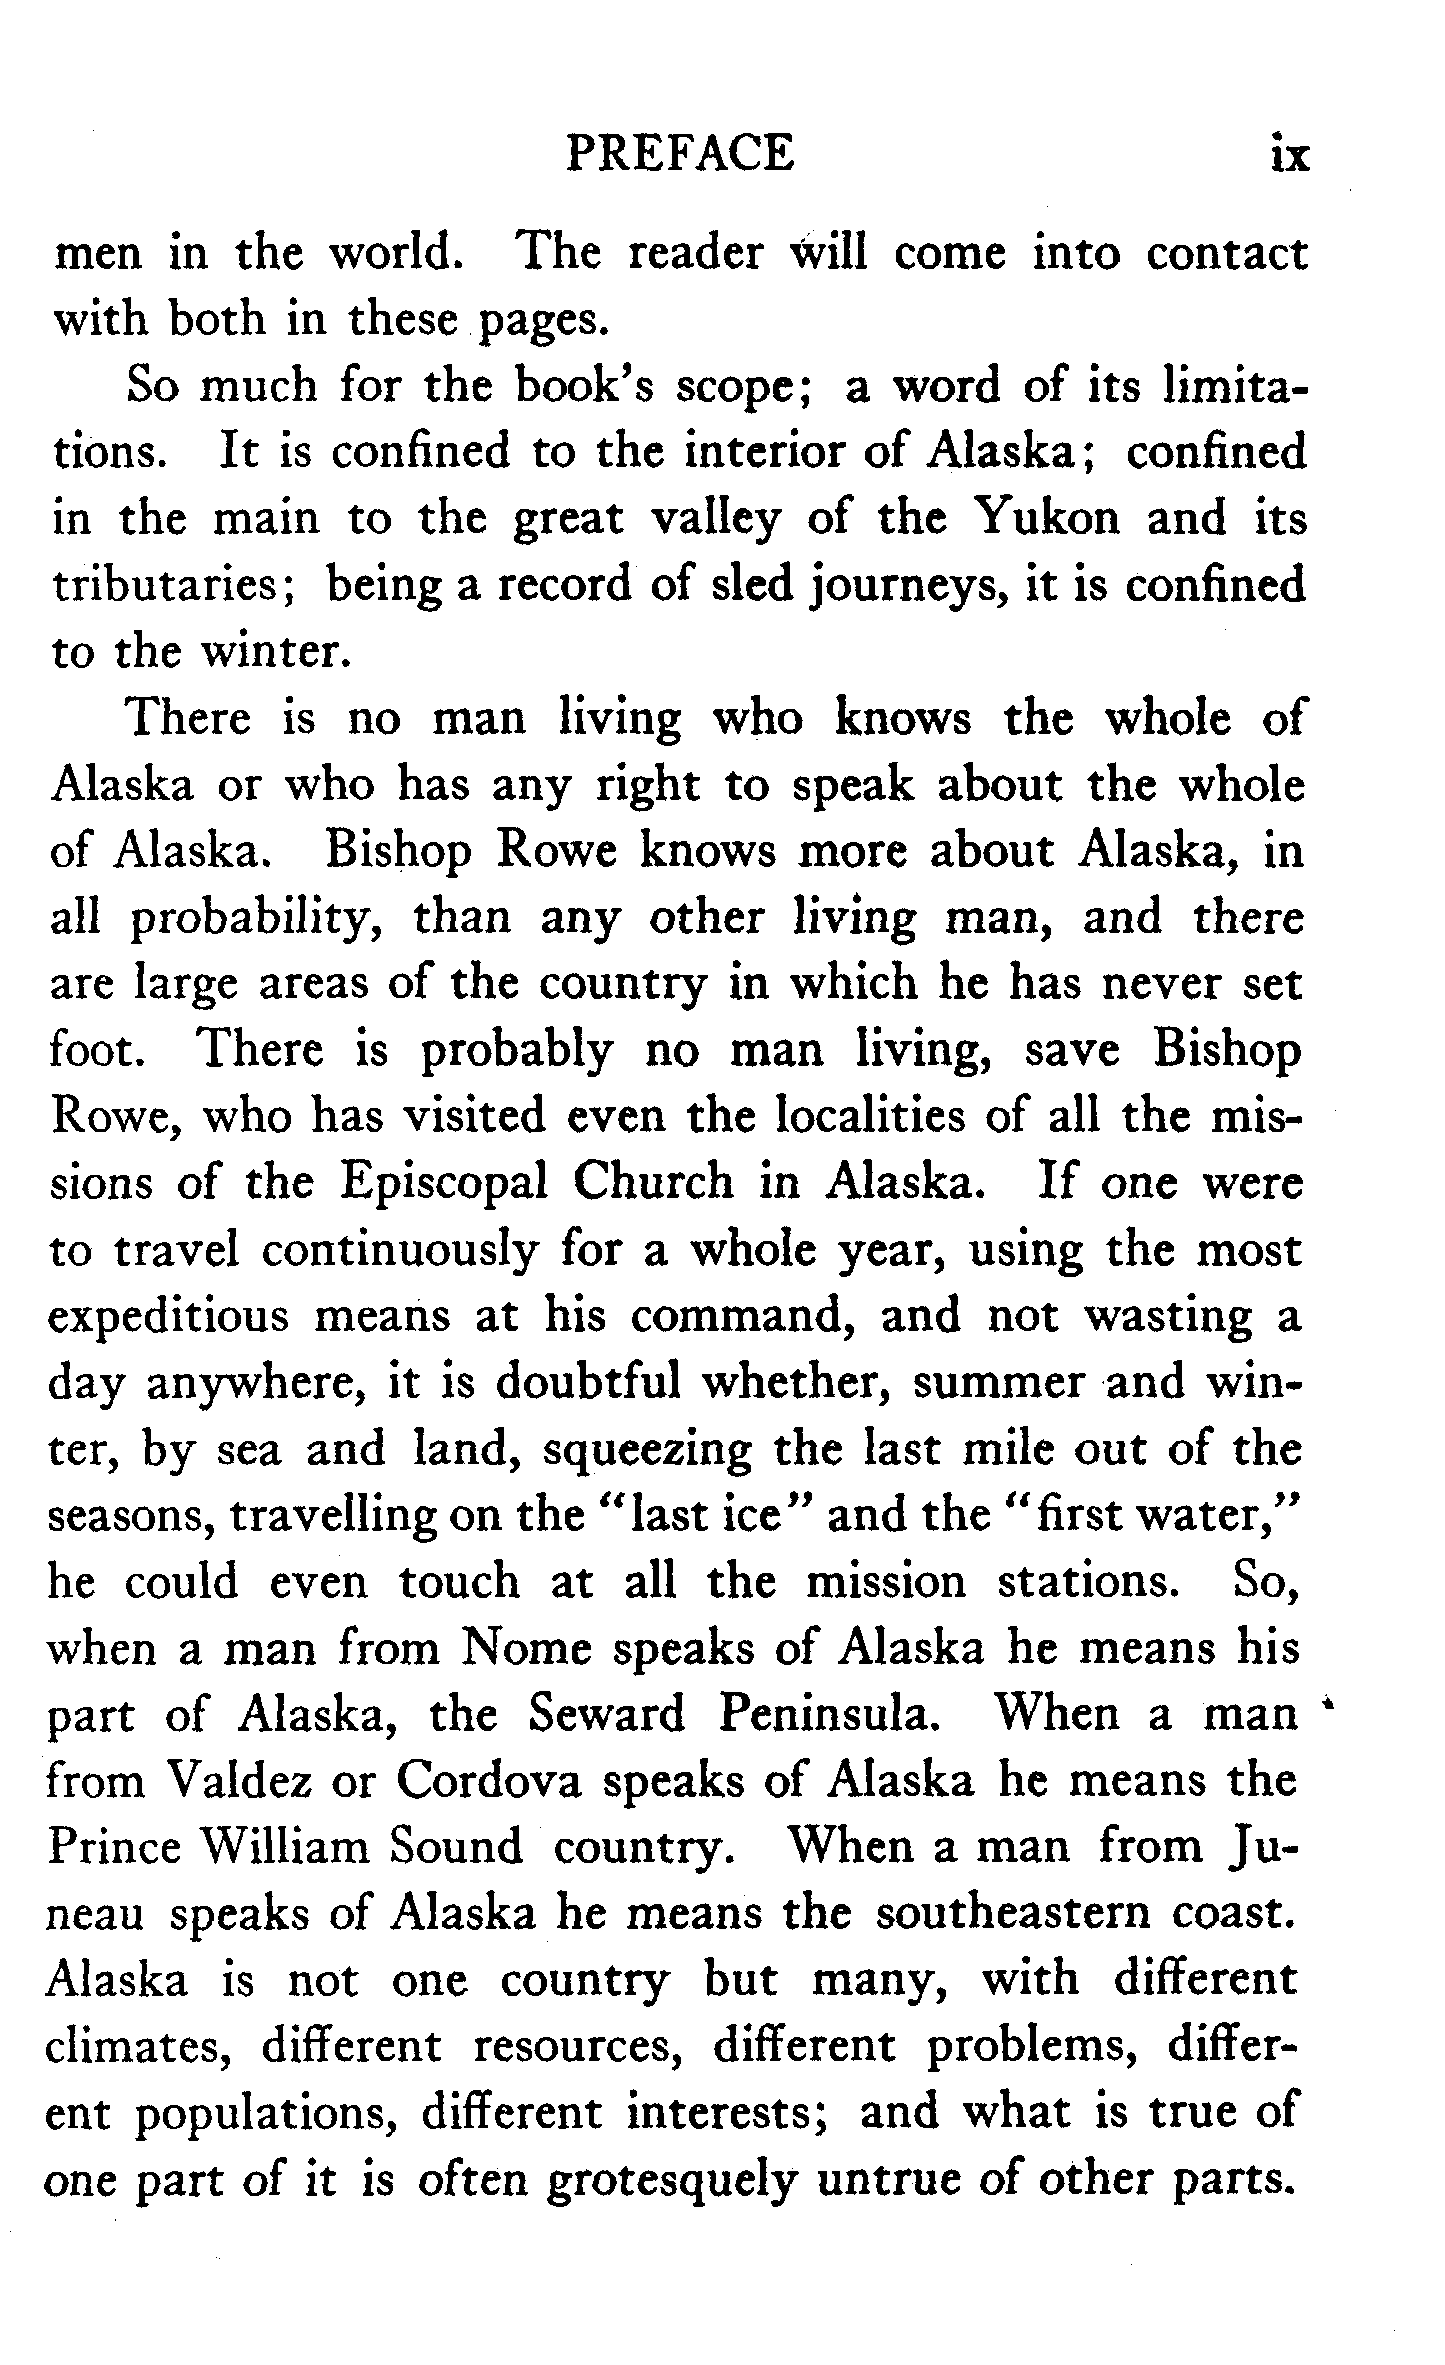 PREFACE ix
men in the world. The reader will come into contact
with both in these pages.
So much for the book's scope; a word of its limita-
tions. It is confined to the interior of Alaska; confined
in the main to the great valley of the Yukon and its
tributaries; being a record of sled journeys, it is confined
to the winter.
There is no man living who knows the whole of
Alaska or who has any right to speak about the whole
of Alaska. Bishop Rowe knows more about Alaska, in
all probability, than any other living man, and there
are large areas of the country in which he has never set
foot. There is probably no man living, save Bishop
Rowe, who has visited even the localities of all the mis-
sions of the Episcopal Church in Alaska. If one were
to travel continuously for a whole year, using the most
expeditious means at his command, and not wasting a
day anywhere, it is doubtful whether, summer and win-
ter, by sea and land, squeezing the last mile out of the
seasons, travelling on the "last ice" and the "first water,"
he could even touch at all the mission stations. So,
when a man from Nome speaks of Alaska he means his
part of Alaska, the Seward Peninsula. When a man
from Valdez or Cordova speaks of Alaska he means the
Prince William Sound country. When a man from Ju-
neau speaks of Alaska he means the southeastern coast.
Alaska is not one country but many, with different
climates, different resources, different problems, differ-
ent populations, different interests; and what is true of
one part of it is often grotesquely untrue of other parts.